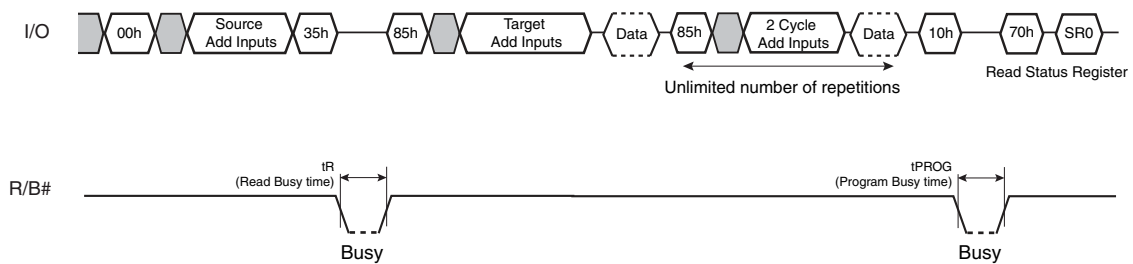 I/O
00h
Source
Add Inputs
35h
85h
Target
Add Inputs
Data
85h
2 Cycle
Add Inputs
Data
10h
70h
SR0
Unlimited number of repetitions
Read Status Register
R/B#
tR
(Read Busy time)
tPROG
(Program Busy time)
Busy
Busy